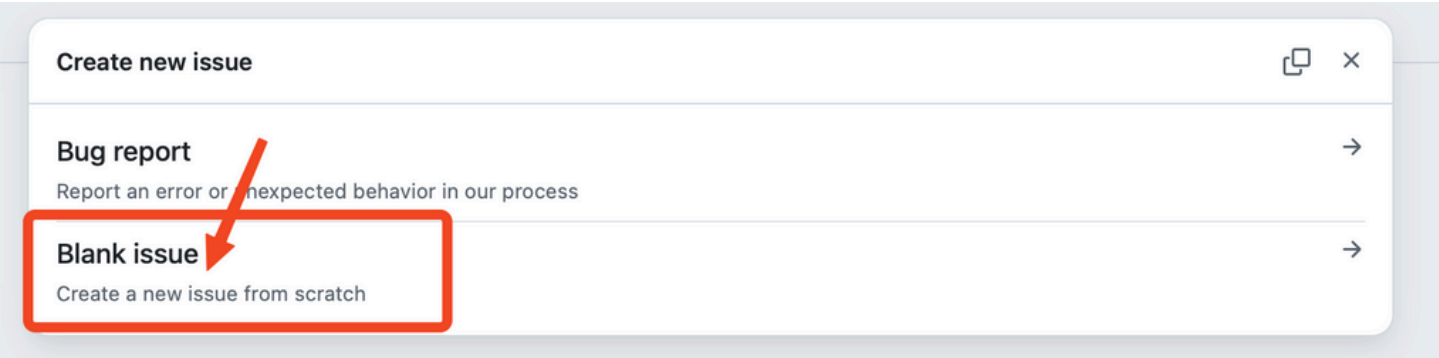 Create new issue
Bug report
Report an error or unexpected behavior in our process
Blank issue
Create a new issue from scratch